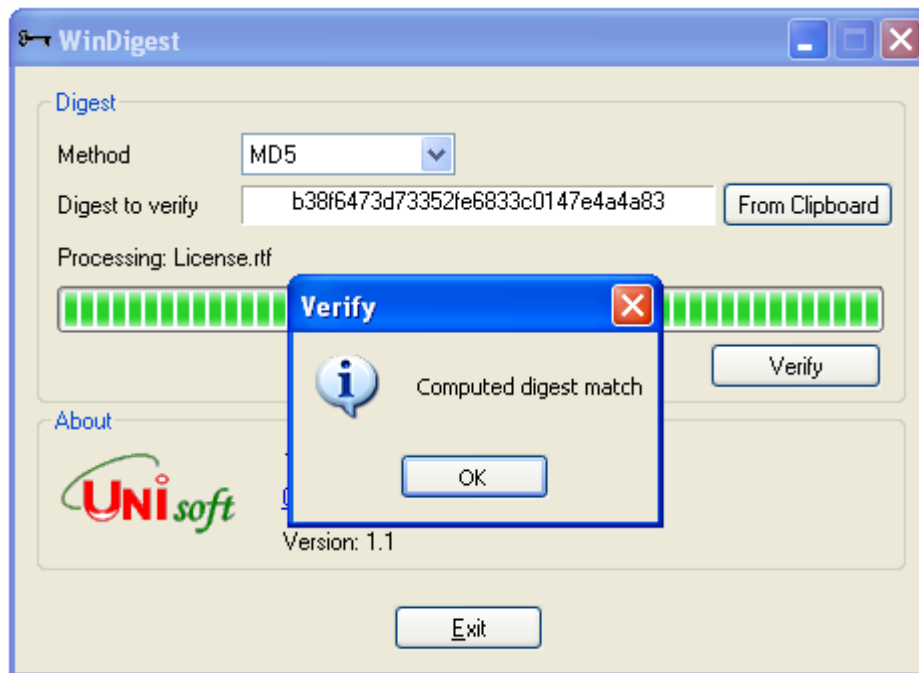 WinDigest
Digest
Method
MD5
Digest to verify
b38f6473d73352fe6833c0147e4a4a83
From Clipboard
Processing: License.rtf
Verify
Computed digest match
OK
Verify
About
UNIsoft
Version: 1.1
Exit